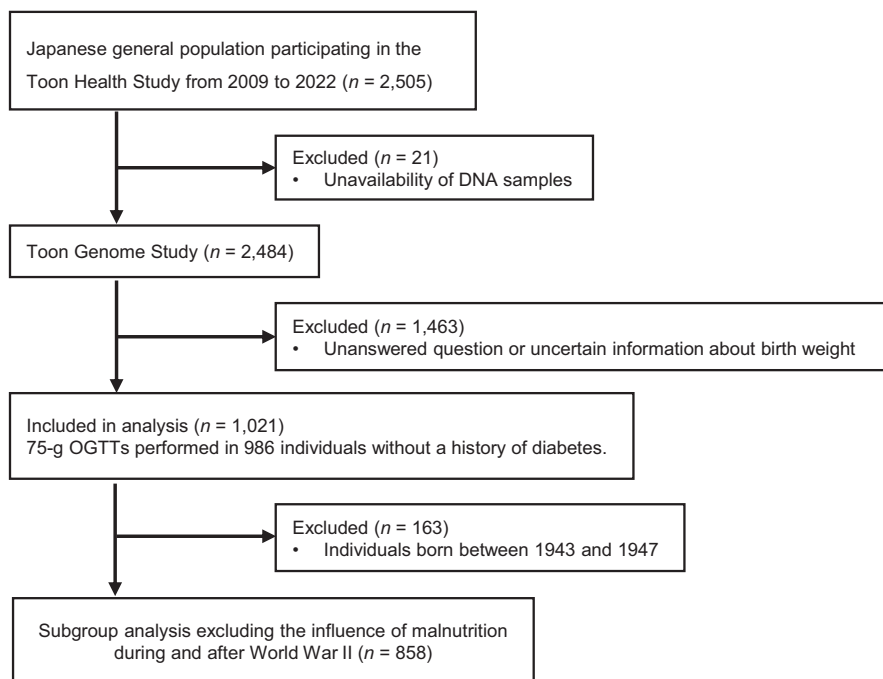 Japanese general population participating in the
Toon Health Study from 2009 to 2022 (n = 2,505)
Excluded (n = 21)
• Unavailability of DNA samples
Toon Genome Study (n = 2,484)
Excluded (n = 1,463)
• Unanswered question or uncertain information about birth weight
Included in analysis (n = 1,021)
75-g OGTTs performed in 986 individuals without a history of diabetes.
Excluded (n = 163)
• Individuals born between 1943 and 1947
Subgroup analysis excluding the influence of malnutrition
during and after World War II (n = 858)